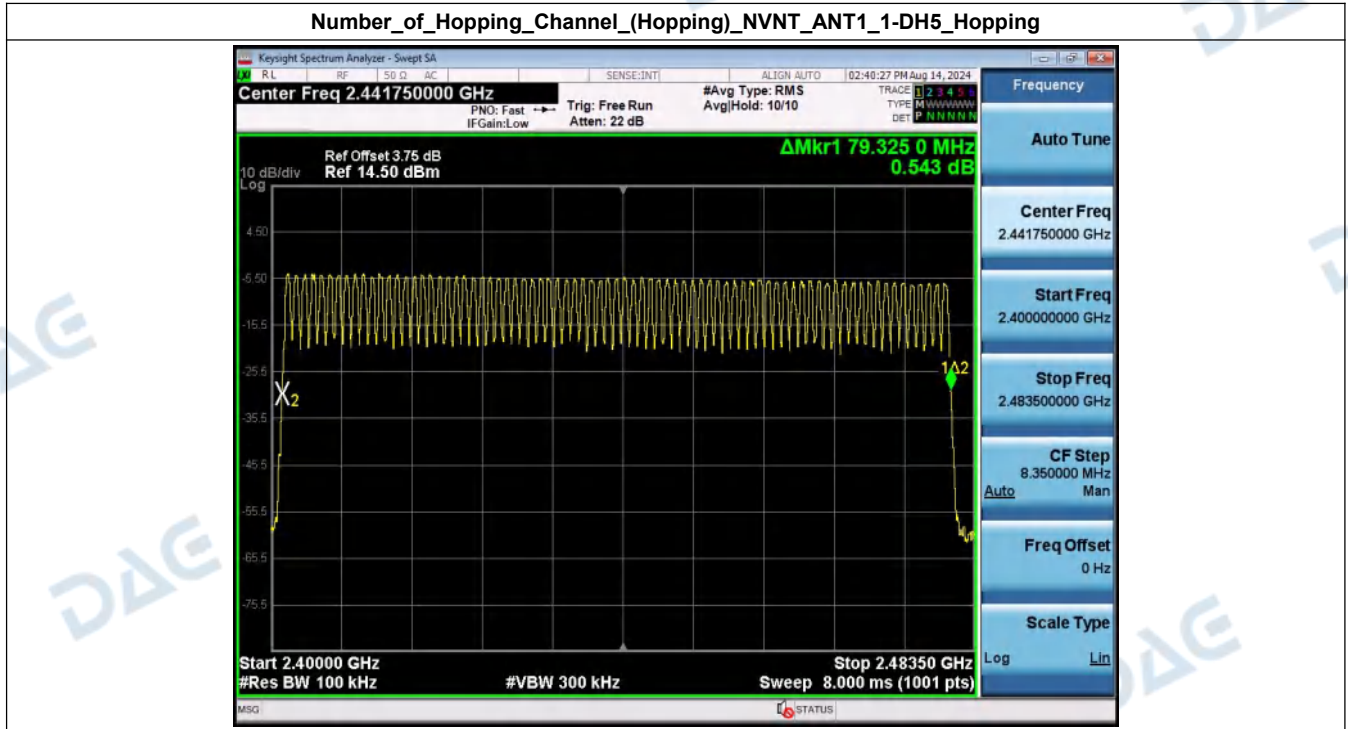 Number_of_Hopping_Channel_(Hopping)_NVNT_ANT1_1-DH5_Hopping
Keysight Spectrum Analyzer - Swept SA
LXI RL RF 50 Ω AC SENSE:INT ALIGN AUTO 02:40:27 PM Aug 14, 2024
Center Freq 2.441750000 GHz
#Avg Type: RMS
TRACE 1 2 3 4 5 6
PNO: Fast
Trig: Free Run
Avg|Hold: 10/10
TYPE M WWWWW
IFGain:Low
Atten: 22 dB
DET P N N N N N
Frequency
Auto Tune
Center Freq
2.441750000 GHz
Start Freq
2.400000000 GHz
Stop Freq
2.483500000 GHz
CF Step
8.350000 MHz
Auto Man
Freq Offset
0 Hz
Scale Type
Log Lin
ΔMkr1 79.325 0 MHz
0.543 dB
Ref Offset 3.75 dB
10 dB/div Ref 14.50 dBm
Log
4.50
-5.50
-15.5
-25.5
-35.5
-45.5
-55.5
-65.5
-75.5
1Δ2
X2
Start 2.40000 GHz
Stop 2.48350 GHz
#Res BW 100 kHz
#VBW 300 kHz
Sweep 8.000 ms (1001 pts)
MSG
STATUS
DAE
DAE